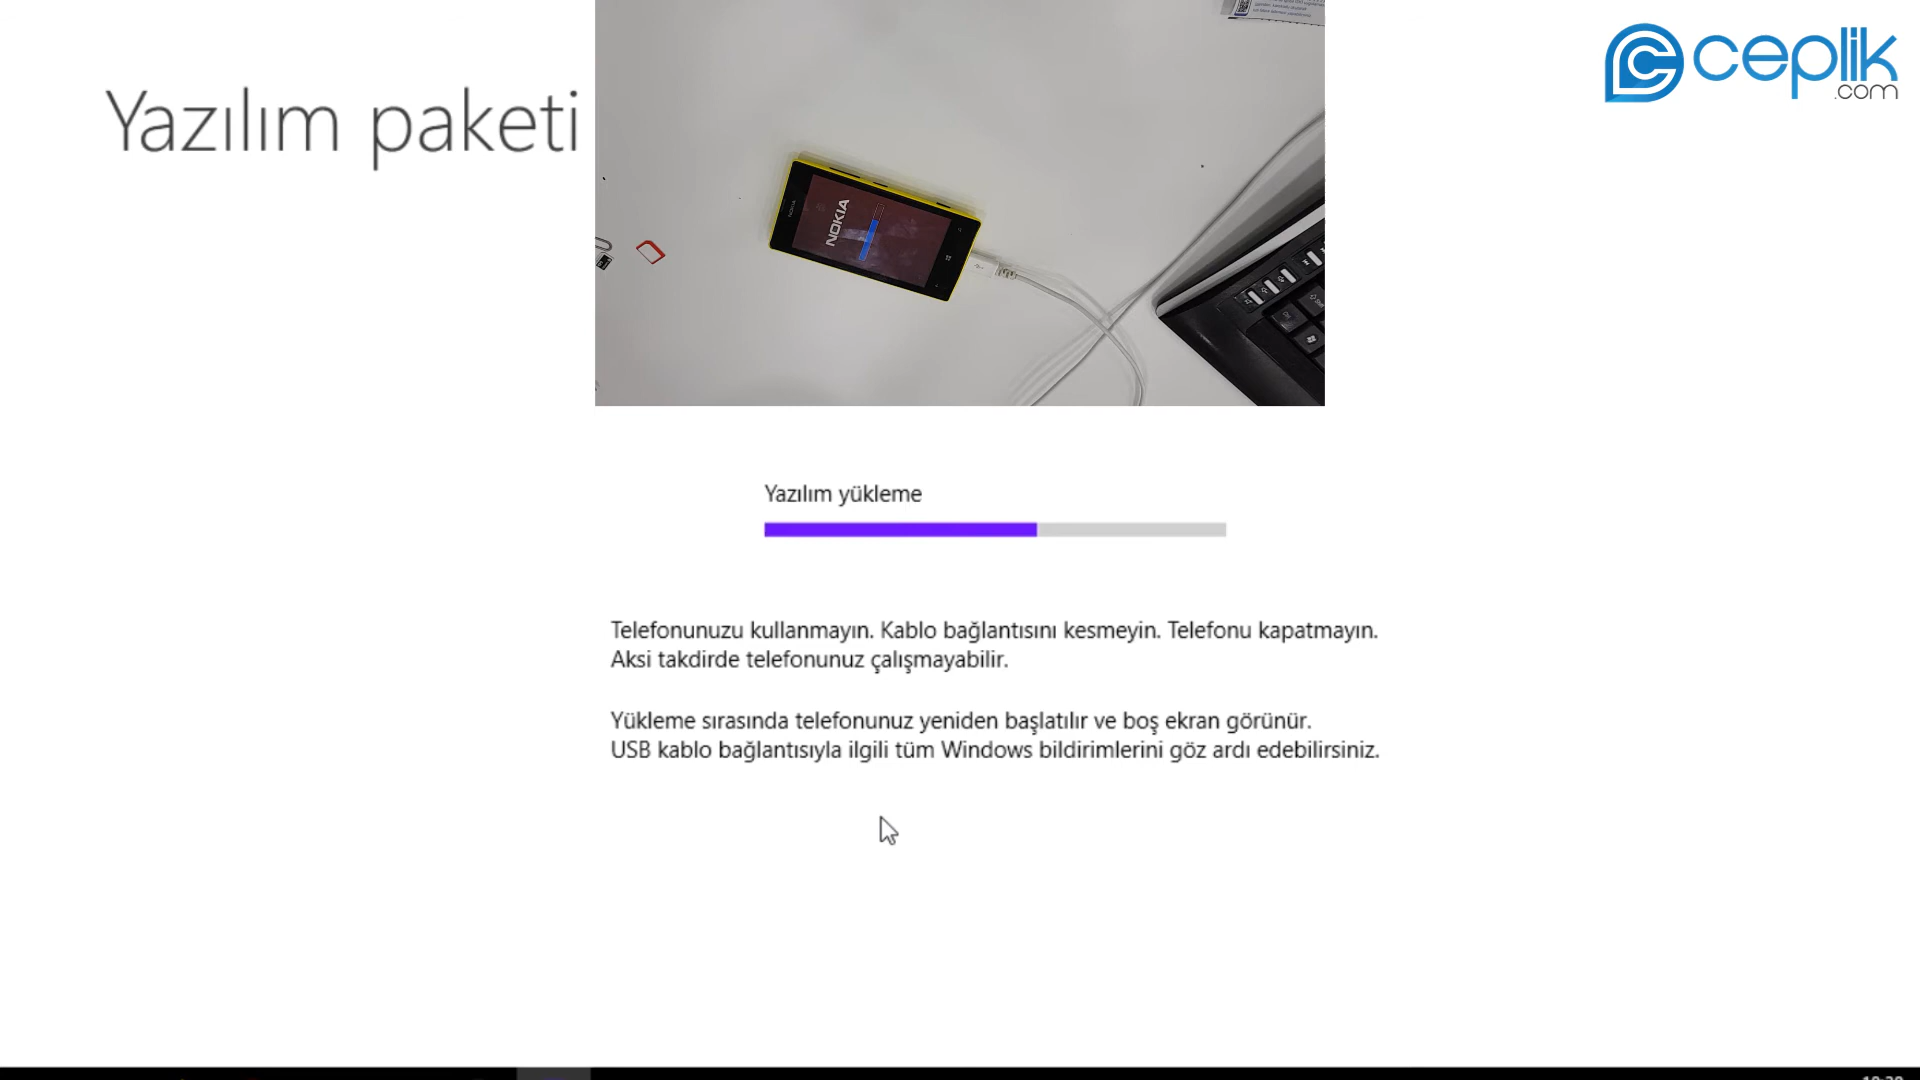 Yazılım paketi
ceplik
.com
NOKIA
NOKIA
Yazılım yükleme
Telefonunuzu kullanmayın. Kablo bağlantısını kesmeyin. Telefonu kapatmayın.
Aksi takdirde telefonunuz çalışmayabilir.
Yükleme sırasında telefonunuz yeniden başlatılır ve boş ekran görünür.
USB kablo bağlantısıyla ilgili tüm Windows bildirimlerini göz ardı edebilirsiniz.